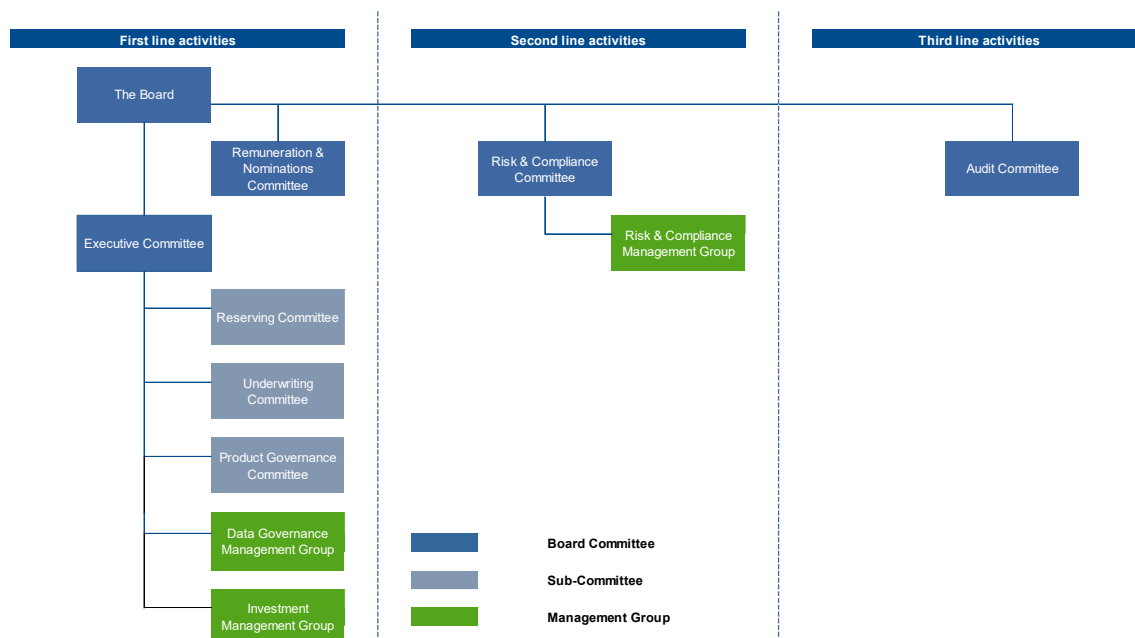 First line activities
Second line activities
Third line activities
The Board
Remuneration &
Nominations
Committee
Risk & Compliance
Committee
Audit Committee
Executive Committee
Risk & Compliance
Management Group
Reserving Committee
Underwriting
Committee
Product Governance
Committee
Data Governance
Management Group
Investment
Management Group
Board Committee
Sub-Committee
Management Group